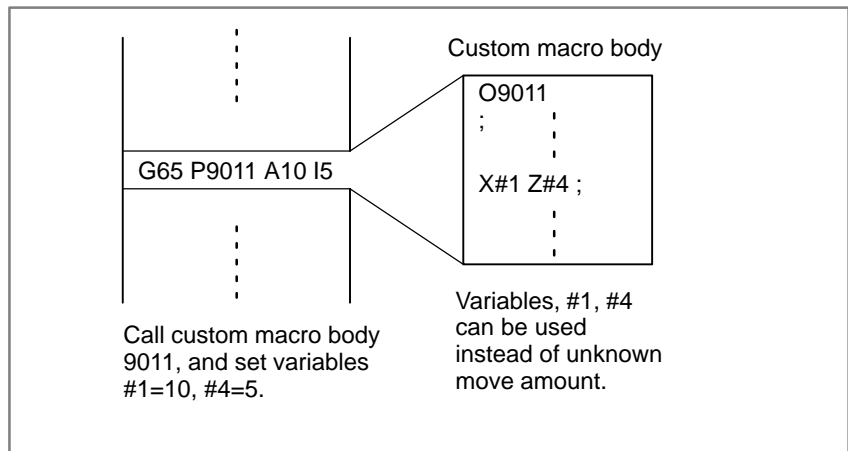 G65 P9011 A10 I5
Call custom macro body
9011, and set variables
#1=10, #4=5.
Custom macro body
O9011
;
X#1 Z#4 ;
Variables, #1, #4
can be used
instead of unknown
move amount.